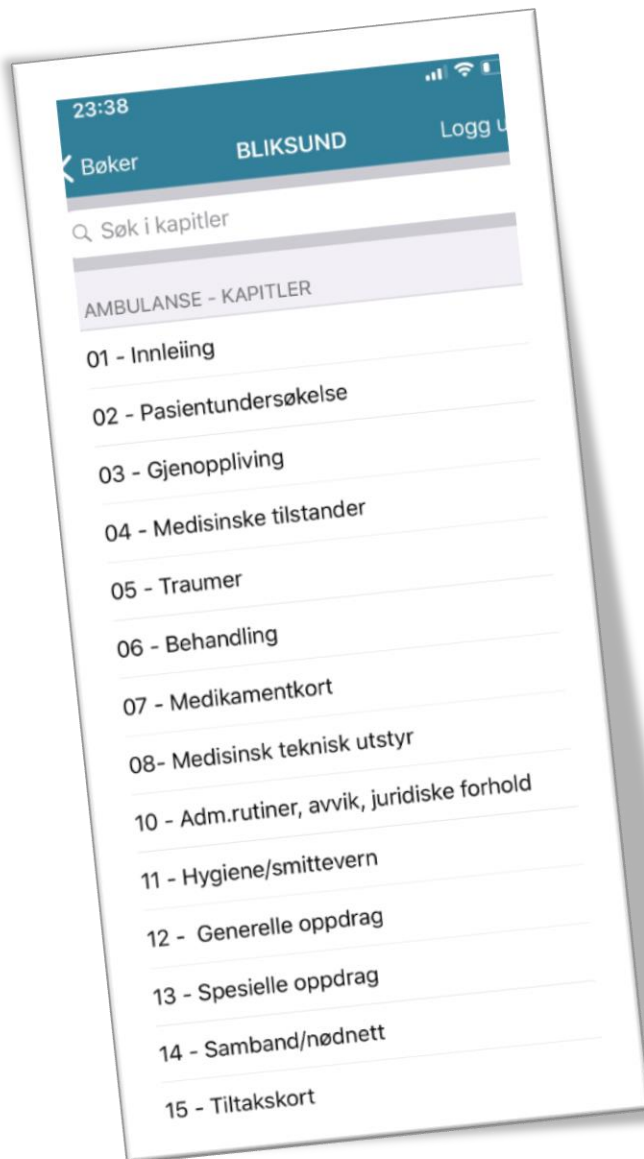 23:38
Bøker
BLIKSUND
Logg u
Søk i kapitler
AMBULANSE - KAPITLER
01 - Innleiing
02 - Pasientundersøkelse
03 - Gjenoppliving
04 - Medisinske tilstander
05 - Traumer
06 - Behandling
07 - Medikamentkort
08- Medisinsk teknisk utstyr
10 - Adm.rutiner, avvik, juridiske forhold
11 - Hygiene/smittevern
12 - Generelle oppdrag
13 - Spesielle oppdrag
14 - Samband/nødnett
15 - Tiltakskort